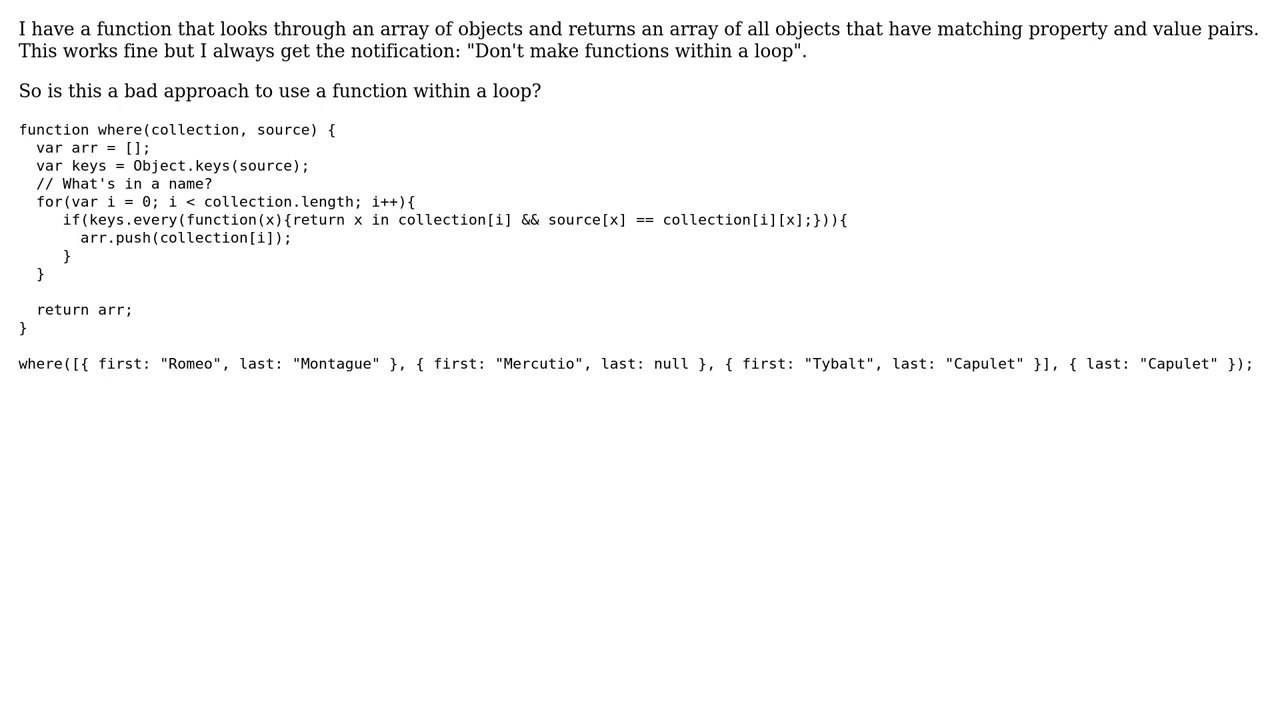 I have a function that looks through an array of objects and returns an array of all objects that have matching property and value pairs.
This works fine but I always get the notification: "Don't make functions within a loop".
So is this a bad approach to use a function within a loop?
function where(collection, source) {
  var arr = [];
  var keys = Object.keys(source);
  // What's in a name?
  for(var i = 0; i < collection.length; i++){
     if(keys.every(function(x){return x in collection[i] && source[x] == collection[i][x];})){
       arr.push(collection[i]);
     }
  }
  return arr;
}
where([{ first: "Romeo", last: "Montague" }, { first: "Mercutio", last: null }, { first: "Tybalt", last: "Capulet" }], { last: "Capulet" });